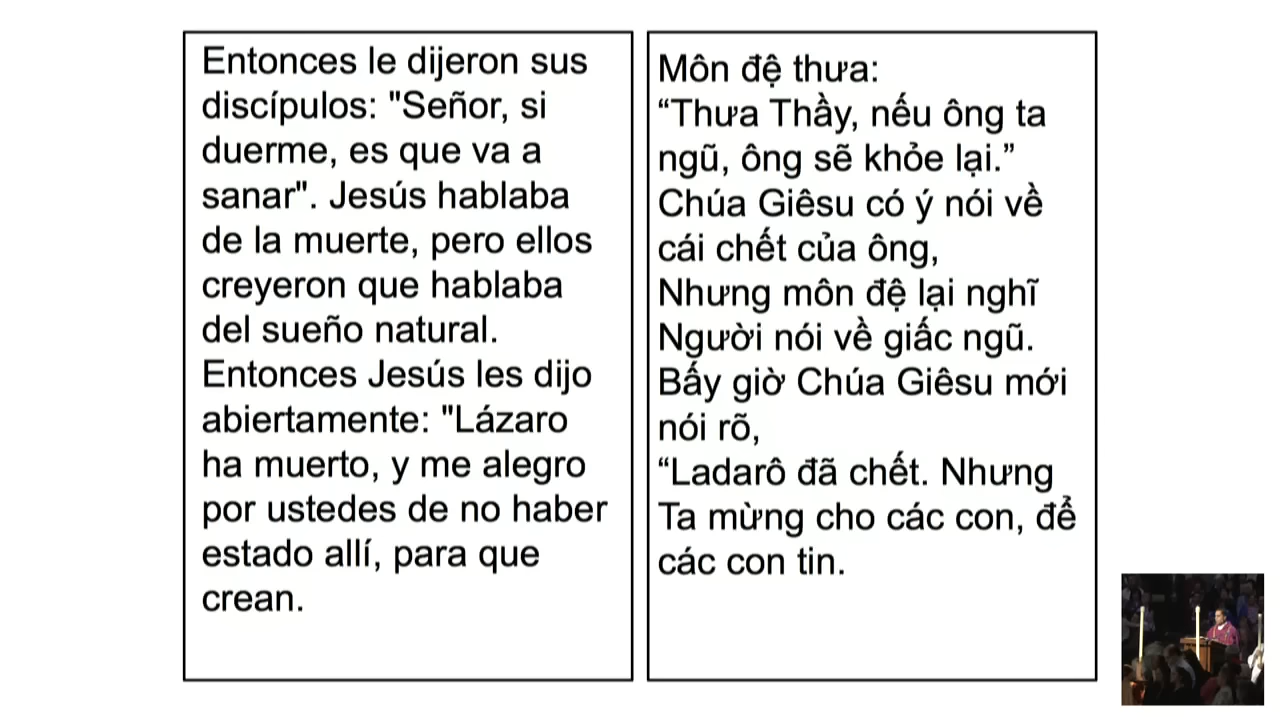 Entonces le dijeron sus
discípulos: "Señor, si
duerme, es que va a
sanar". Jesús hablaba
de la muerte, pero ellos
creyeron que hablaba
del sueño natural.
Entonces Jesús les dijo
abiertamente: "Lázaro
ha muerto, y me alegro
por ustedes de no haber
estado allí, para que
crean.
Môn đệ thưa:
“Thưa Thầy, nếu ông ta
ngũ, ông sẽ khỏe lại.”
Chúa Giêsu có ý nói về
cái chết của ông,
Nhưng môn đệ lại nghĩ
Người nói về giấc ngũ.
Bấy giờ Chúa Giêsu mới
nói rõ,
“Ladarô đã chết. Nhưng
Ta mừng cho các con, để
các con tin.